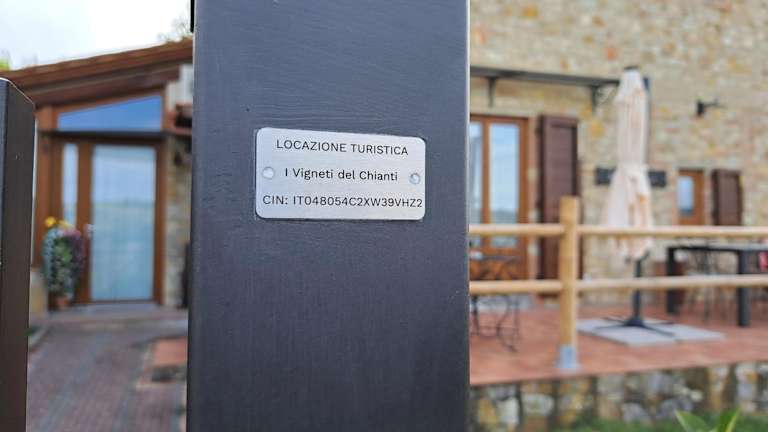 LOCAZIONE TURISTICA
I Vigneti del Chianti
CIN: IT048054C2XW39VHZ2